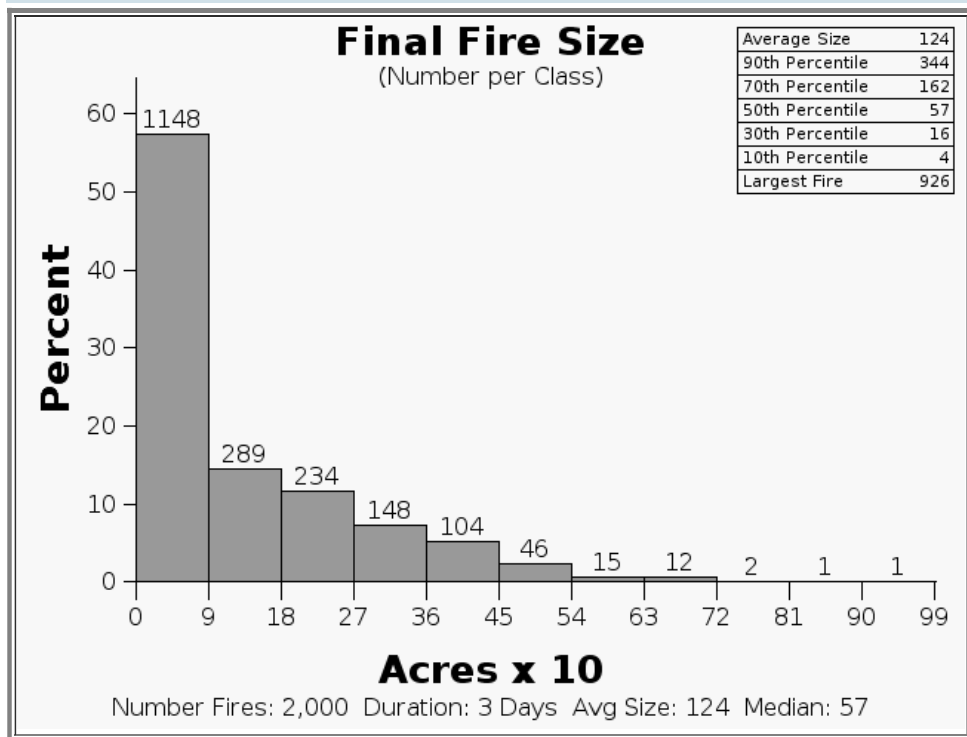 Final Fire Size
(Number per Class)
Average Size 124
90th Percentile 344
70th Percentile 162
50th Percentile 57
30th Percentile 16
10th Percentile 4
Largest Fire 926
Percent
60
50
40
30
20
10
0
1148
289
234
148
104
46
15
12
2
1
1
0 9 18 27 36 45 54 63 72 81 90 99
Acres x 10
Number Fires: 2,000 Duration: 3 Days Avg Size: 124 Median: 57